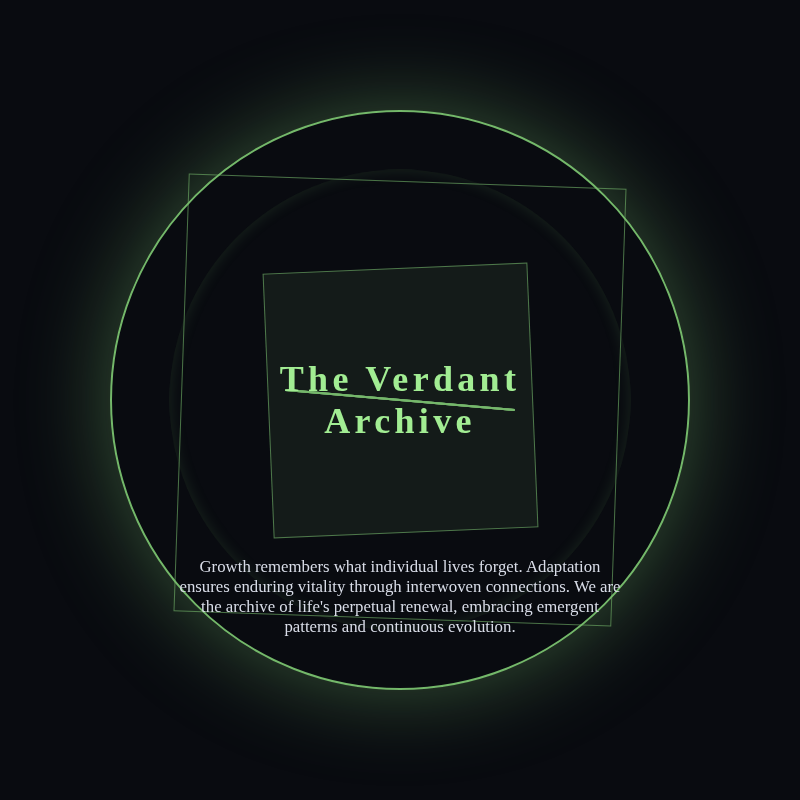 The Verdant
Archive
Growth remembers what individual lives forget. Adaptation
ensures enduring vitality through interwoven connections. We are
the archive of life's perpetual renewal, embracing emergent
patterns and continuous evolution.